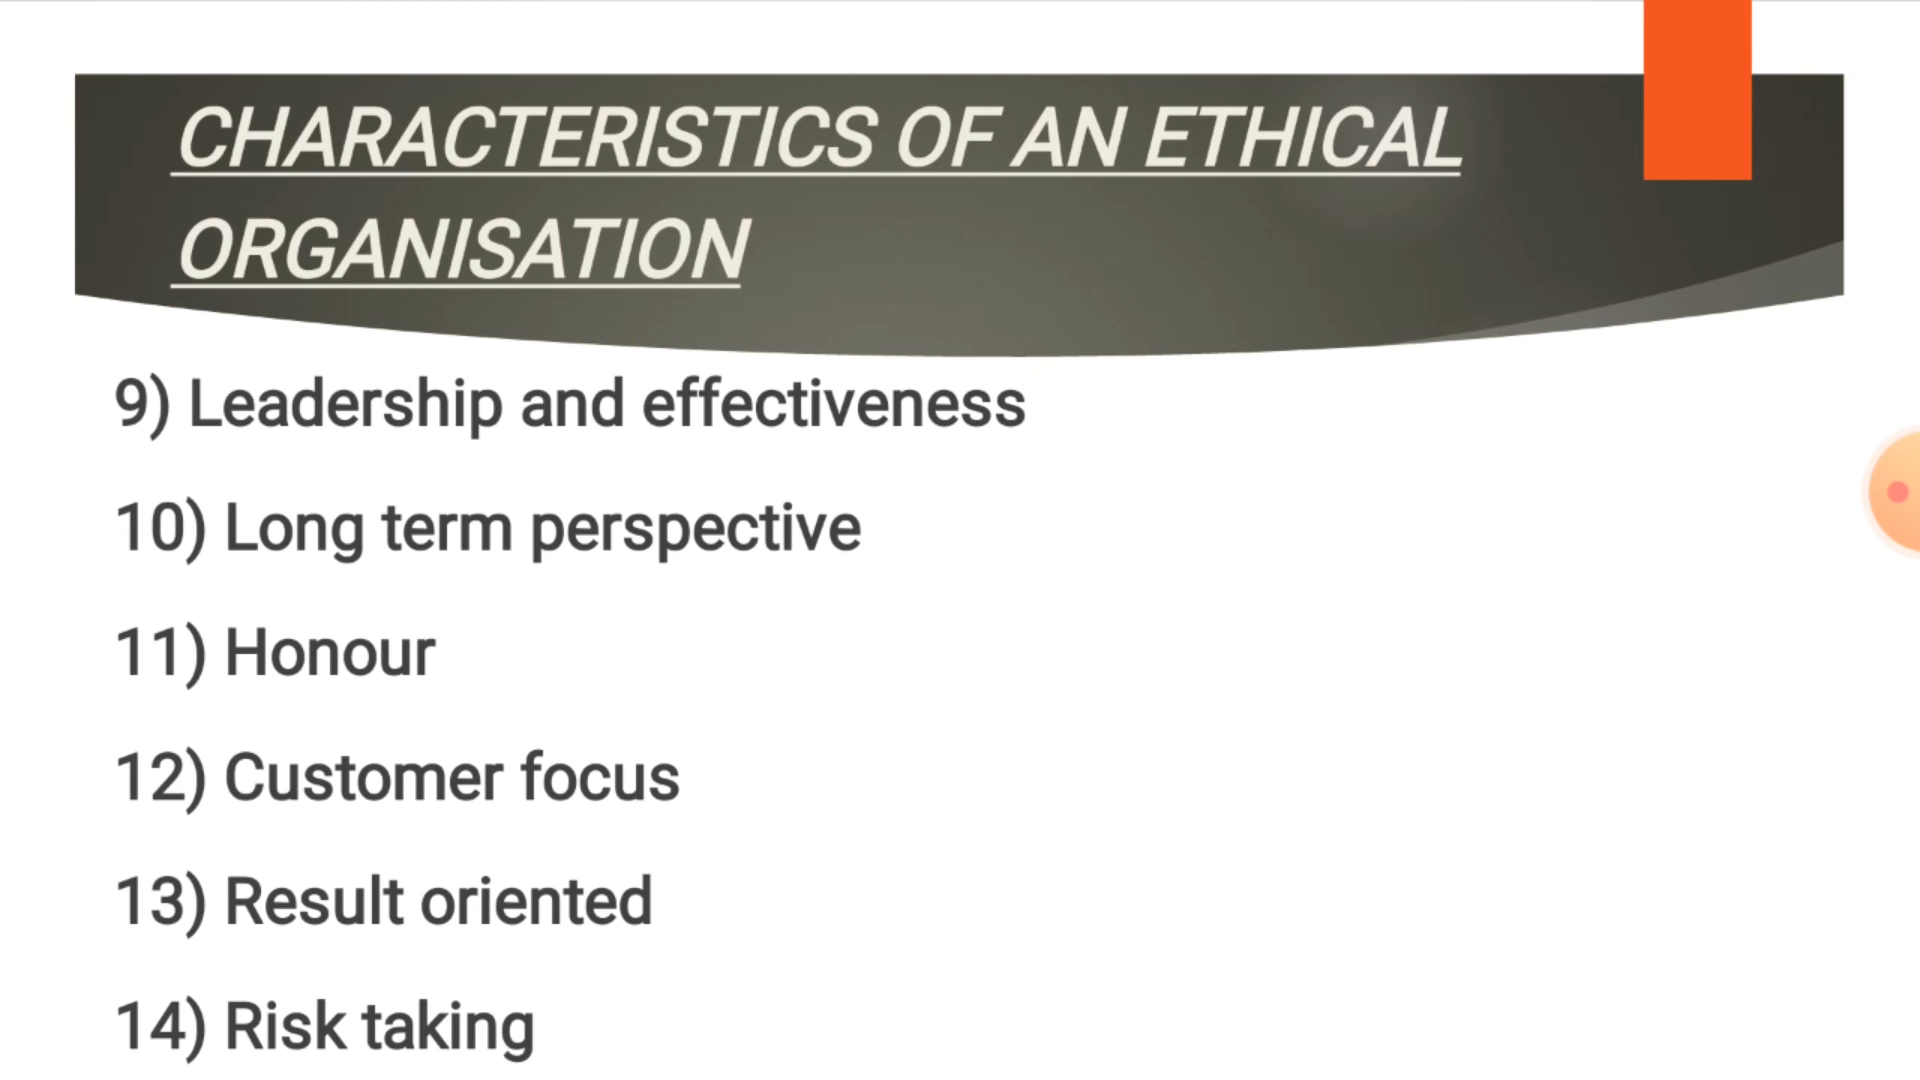 CHARACTERISTICS OF AN ETHICAL
ORGANISATION
9) Leadership and effectiveness
10) Long term perspective
11) Honour
12) Customer focus
13) Result oriented
14) Risk taking